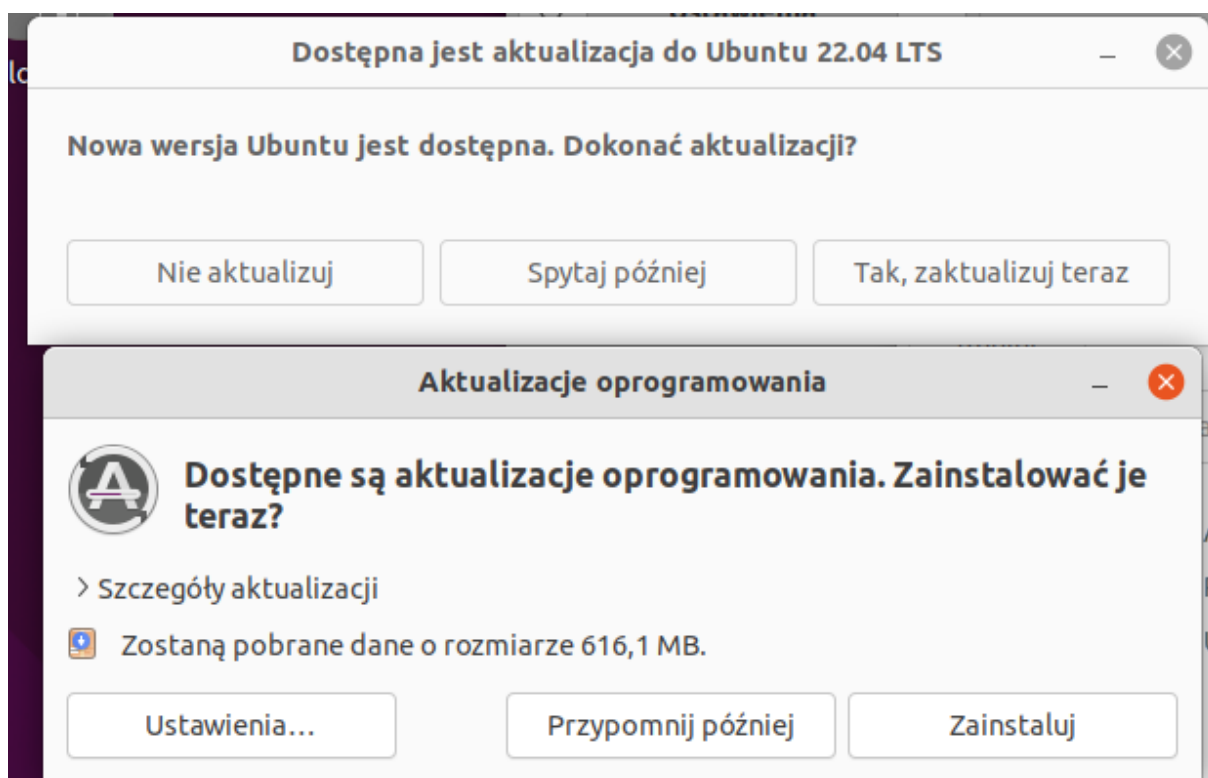 Dostępna jest aktualizacja do Ubuntu 22.04 LTS
Nowa wersja Ubuntu jest dostępna. Dokonać aktualizacji?
Nie aktualizuj Spytaj później Tak, zaktualizuj teraz
Aktualizacje oprogramowania
Dostępne są aktualizacje oprogramowania. Zainstalować je
teraz?
Szczegóły aktualizacji
Zostaną pobrane dane o rozmiarze 616,1 MB.
Ustawienia... Przypomnij później Zainstaluj